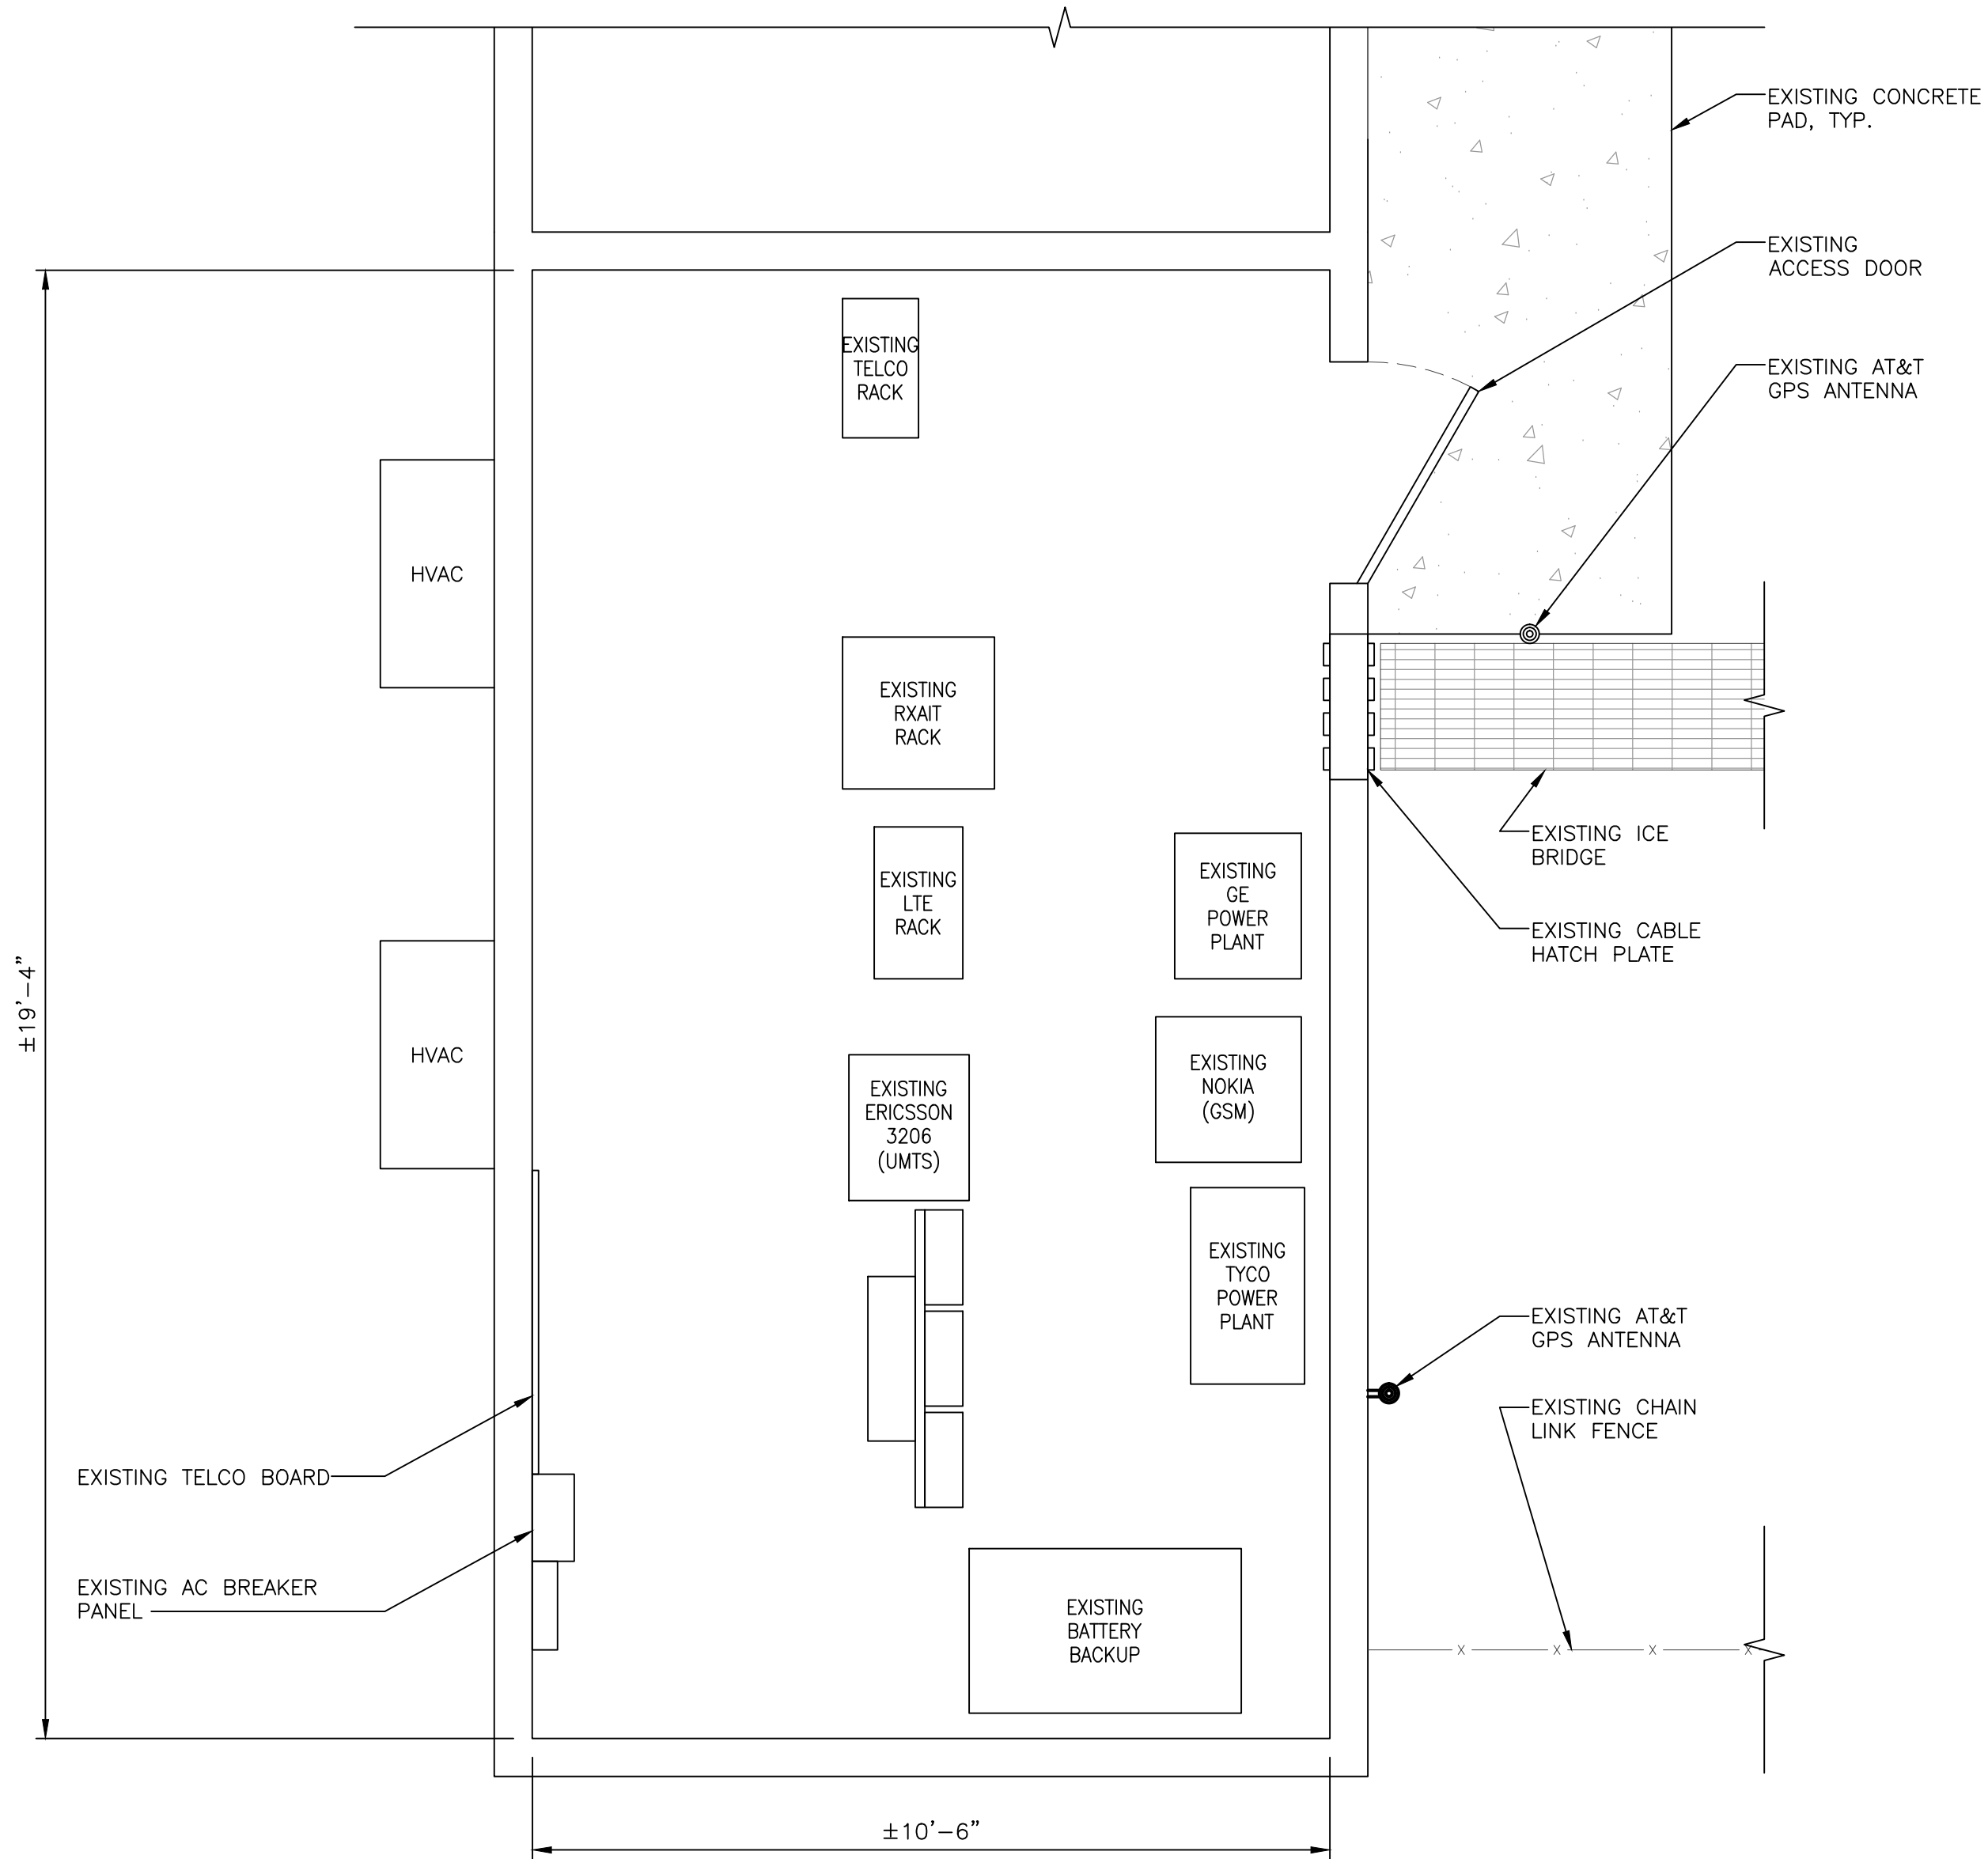 EXISTING CONCRETE
PAD, TYP.
EXISTING
ACCESS DOOR
EXISTING AT&T
GPS ANTENNA
EXISTING
TELCO
RACK
HVAC
EXISTING
RXAIT
RACK
EXISTING ICE
BRIDGE
EXISTING
LTE
RACK
EXISTING
GE
POWER
PLANT
EXISTING CABLE
HATCH PLATE
±19'-4"
HVAC
EXISTING
NOKIA
(GSM)
EXISTING
ERICSSON
3206
(UMTS)
EXISTING
TYCO
POWER
PLANT
EXISTING AT&T
GPS ANTENNA
EXISTING CHAIN
LINK FENCE
EXISTING TELCO BOARD
EXISTING AC BREAKER
PANEL
EXISTING
BATTERY
BACKUP
X X X X
±10'-6"